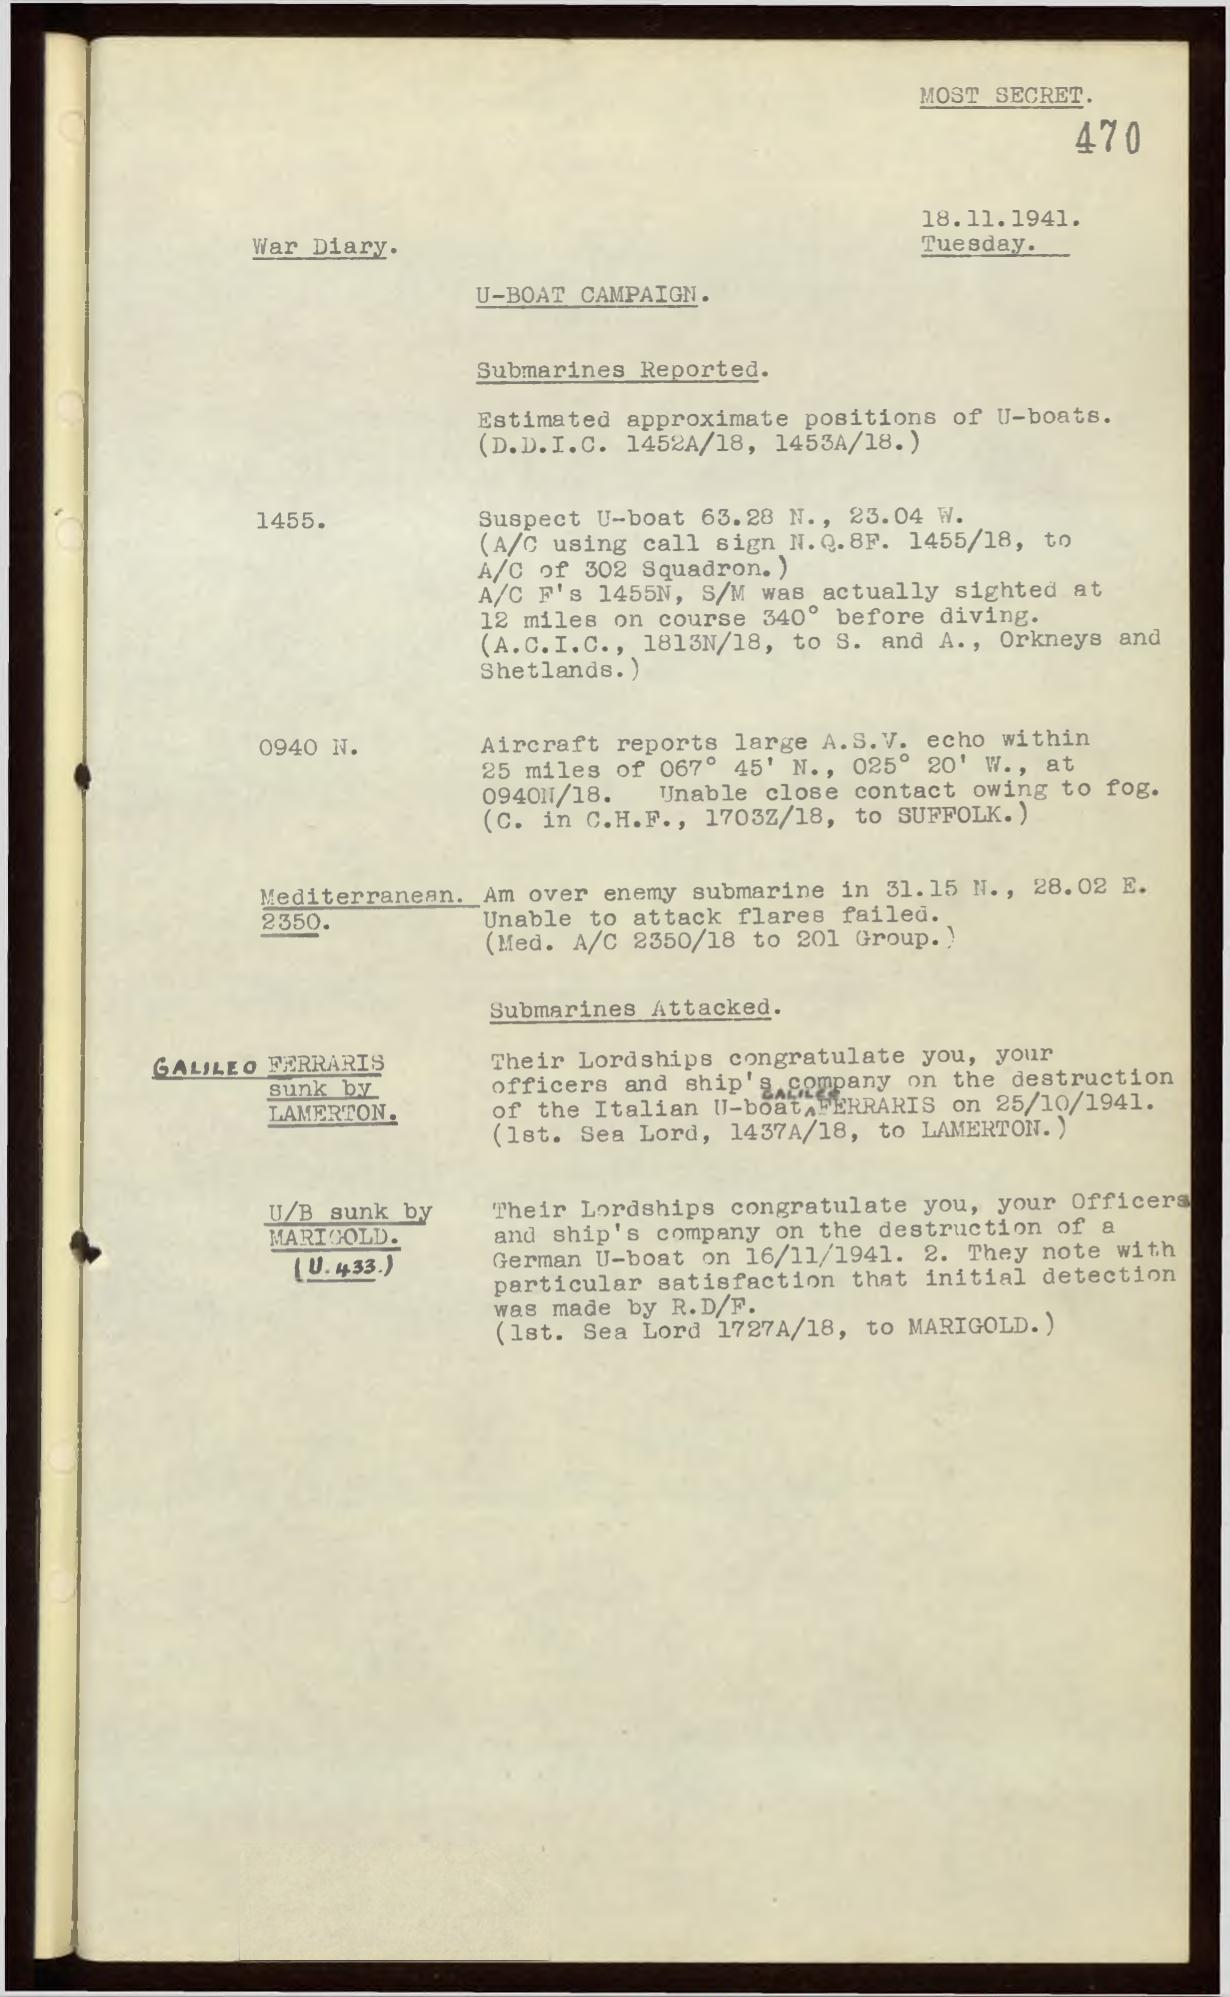 MOST SECRET.
470
18.11.1941.
War Diary.
Tuesday.
U-BOAT CAMPAIGN.
Submarines Reported.
Estimated approximate positions of U-boats.
(D.D.I.C. 1452A/18, 1453A/18.)
1455.
Suspect U-boat 63.28 N., 23.04 W.
(A/C using call sign N.Q.8F. 1455/18, to
A/C of 302 Squadron.)
A/C F's 1455N, S/M was actually sighted at
12 miles on course 340° before diving.
(A.C.I.C., 1813N/18, to S. and A., Orkneys and
Shetlands.)
0940 N.
Aircraft reports large A.S.V. echo within
25 miles of 067° 45' N., 025° 20' W., at
0940N/18. Unable close contact owing to fog.
(C. in C.H.F., 1703Z/18, to SUFFOLK.)
Mediterranean.
2350.
Am over enemy submarine in 31.15 N., 28.02 E.
Unable to attack flares failed.
(Med. A/C 2350/18 to 201 Group.)
Submarines Attacked.
GALILEO FERRARIS
sunk by
LAMERTON.
Their Lordships congratulate you, your
officers and ship's company on the destruction
GALILEO
of the Italian U-boat ^ FERRARIS on 25/10/1941.
(1st. Sea Lord, 1437A/18, to LAMERTON.)
U/B sunk by
MARIGOLD.
(U.433.)
Their Lordships congratulate you, your Officers
and ship's company on the destruction of a
German U-boat on 16/11/1941. 2. They note with
particular satisfaction that initial detection
was made by R.D/F.
(1st. Sea Lord 1727A/18, to MARIGOLD.)